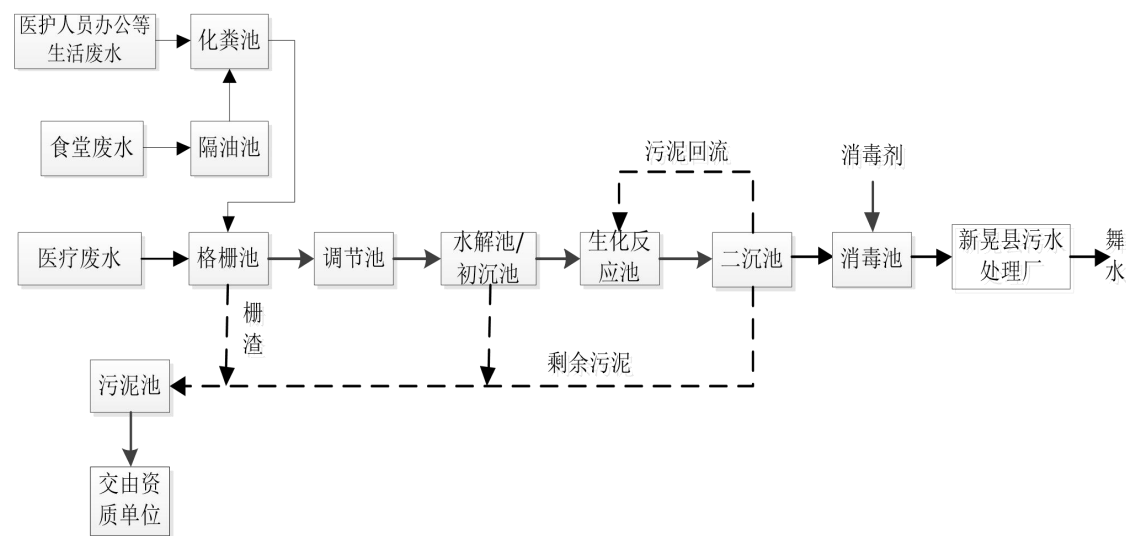 医护人员办公等
生活废水
化粪池
食堂废水
隔油池
污泥回流
消毒剂
医疗废水
格栅池
调节池
水解池/
初沉池
生化反
应池
二沉池
消毒池
新晃县污水
处理厂
舞
水
栅
渣
剩余污泥
污泥池
交由资
质单位